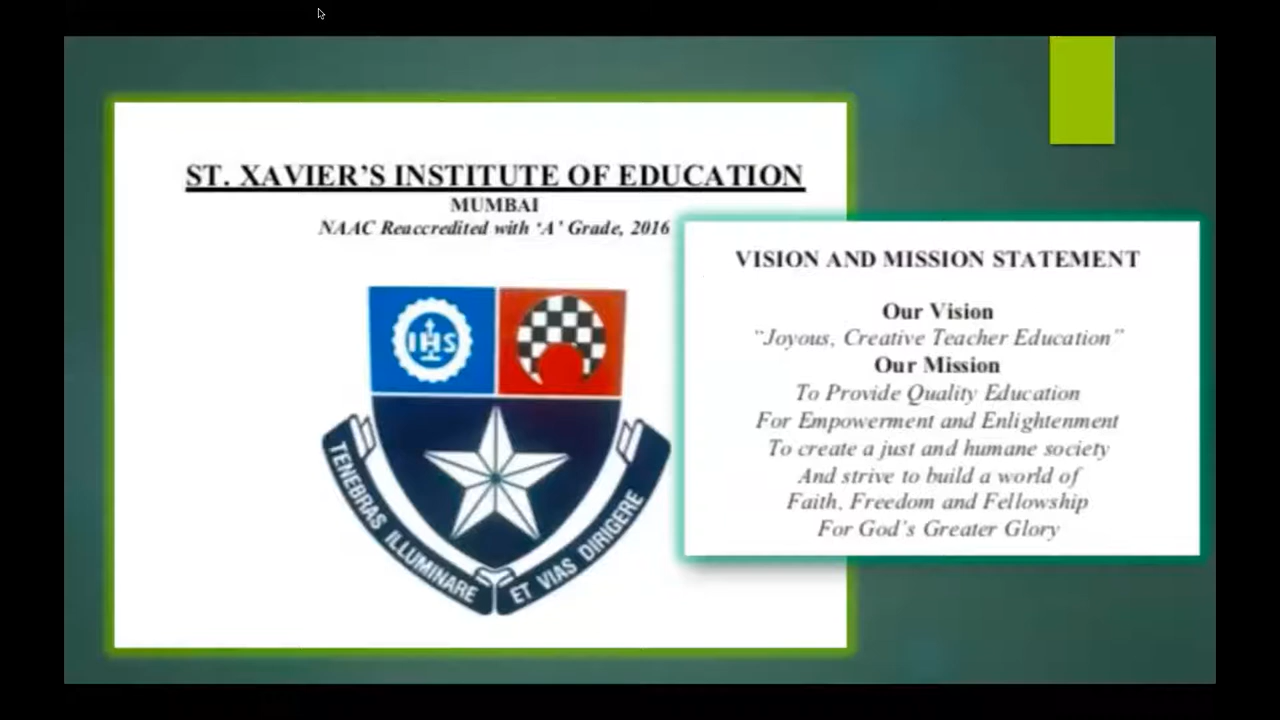 ST. XAVIER'S INSTITUTE OF EDUCATION
MUMBAI
NAAC Reaccredited with 'A' Grade, 2016
IHS
TENEBRAS ILLUMINARE
ET VIAS DIRIGERE
VISION AND MISSION STATEMENT
Our Vision
"Joyous, Creative Teacher Education"
Our Mission
To Provide Quality Education
For Empowerment and Enlightenment
To create a just and humane society
And strive to build a world of
Faith, Freedom and Fellowship
For God's Greater Glory